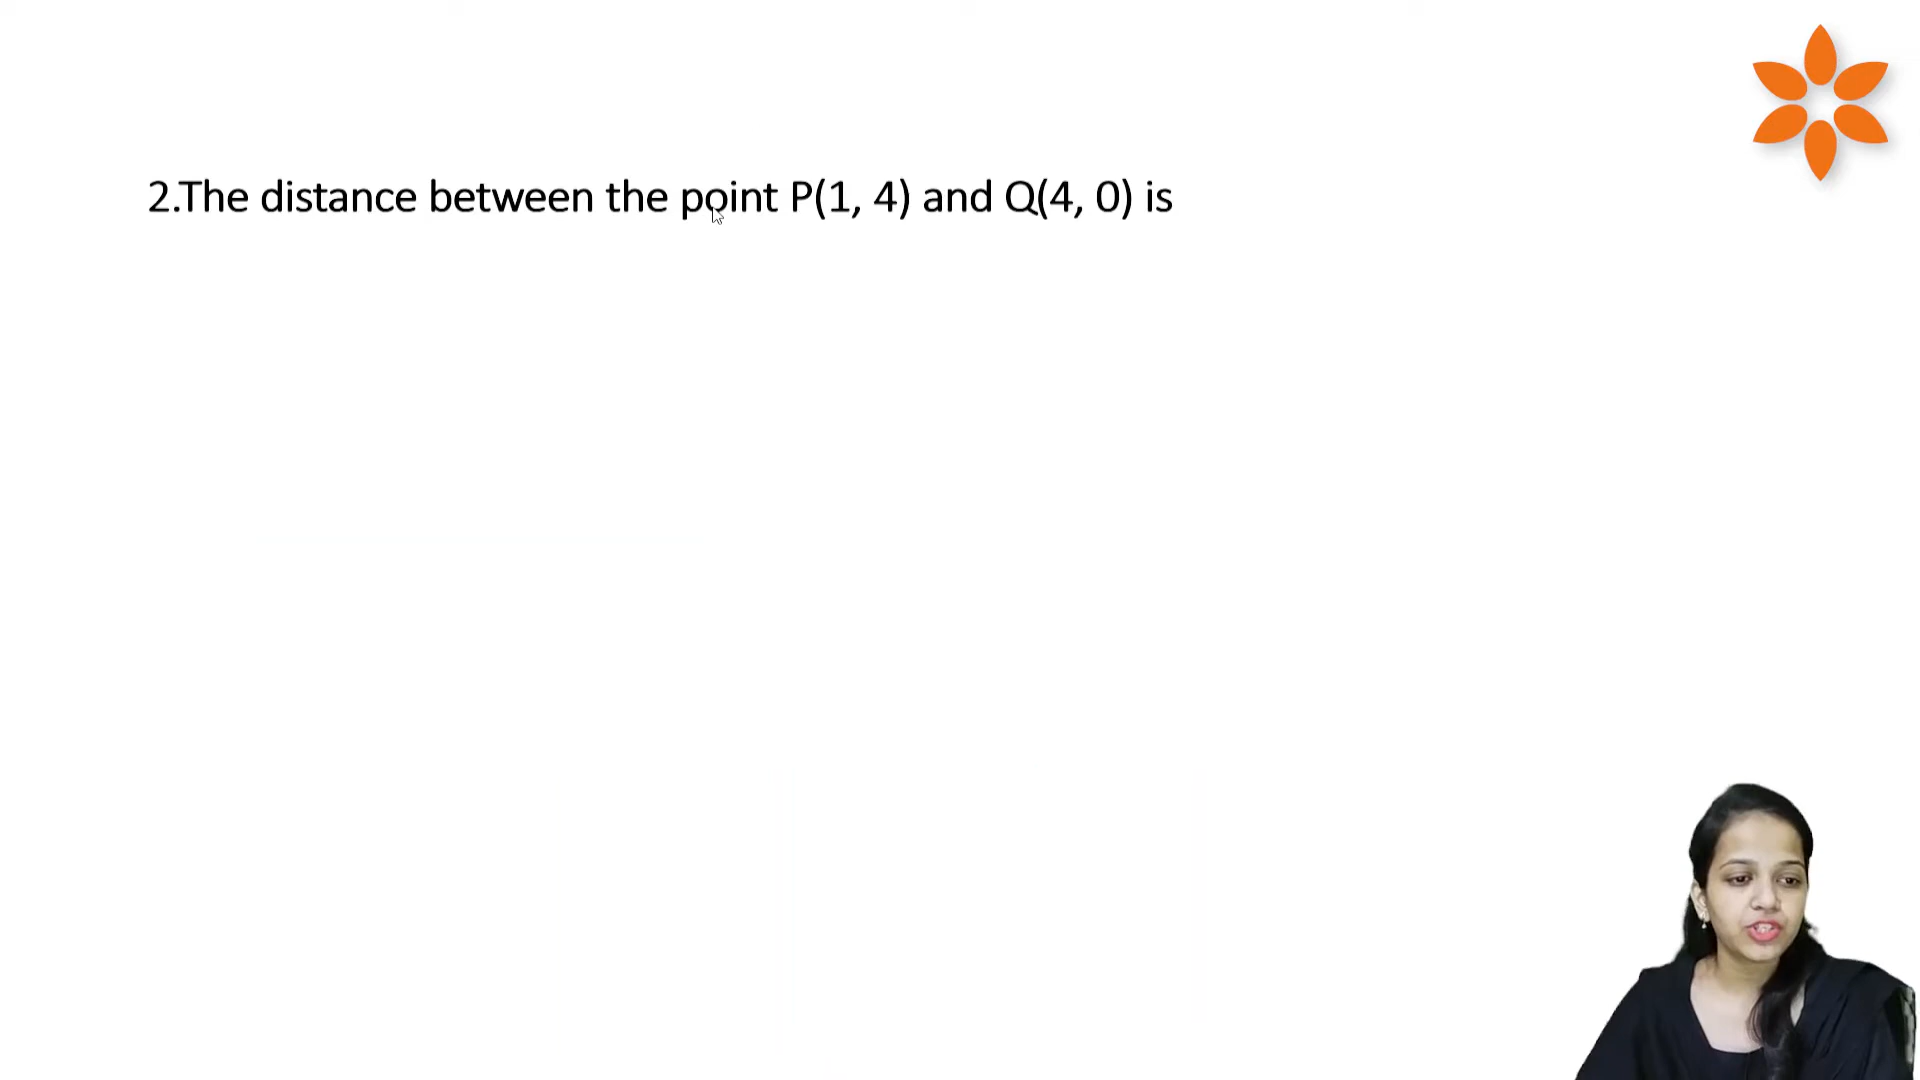 2.The distance between the point P(1, 4) and Q(4, 0) is